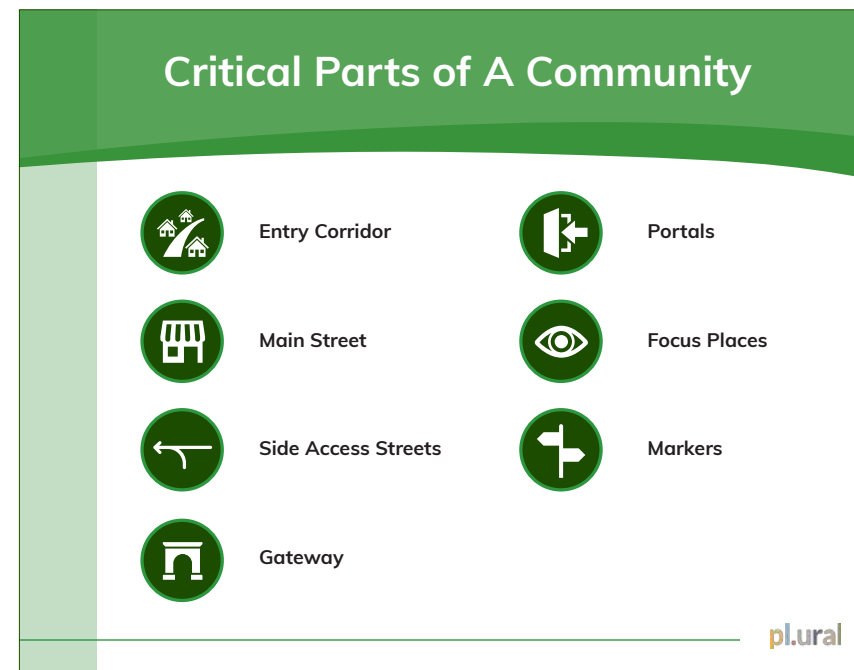 Critical Parts of A Community
Entry Corridor
Main Street
Side Access Streets
Gateway
Portals
Focus Places
Markers
pl.ural